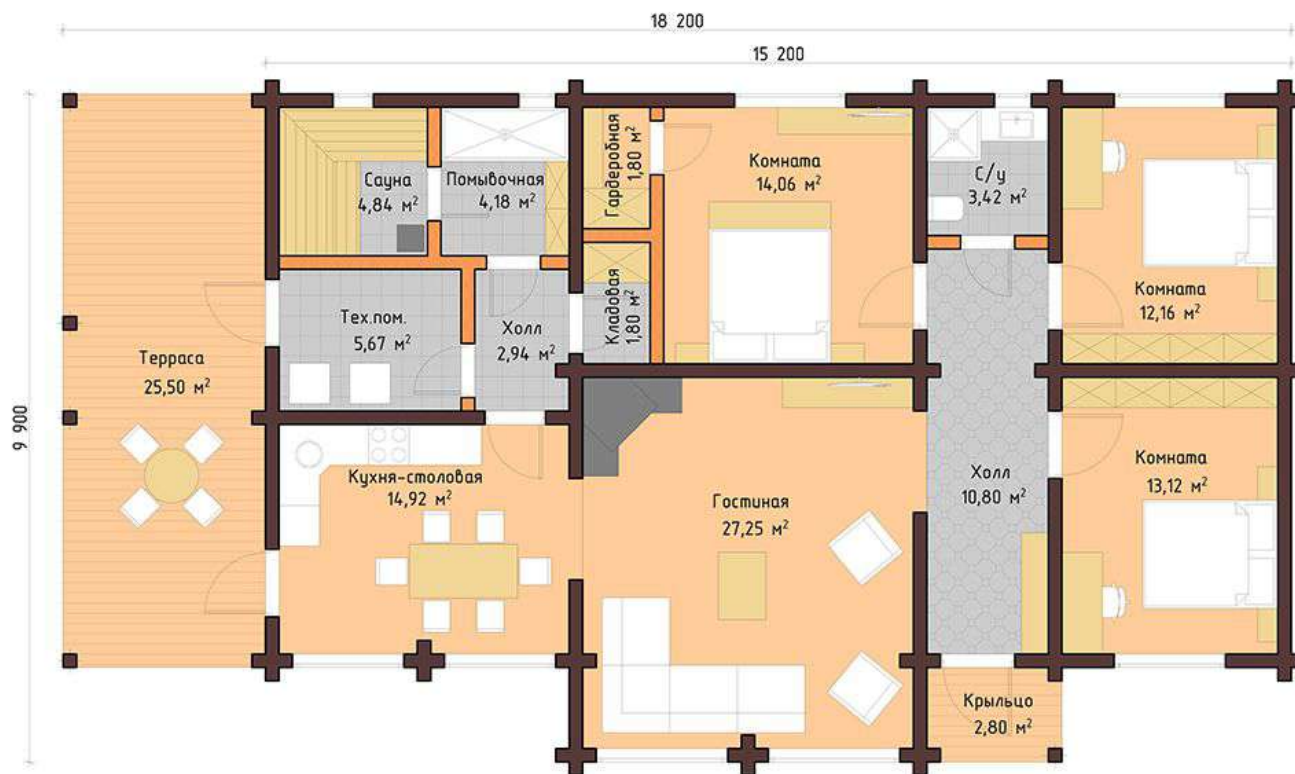 18 200
15 200
9 900
Терраса
25,50 м²
Сауна
4,84 м²
Помывочная
4,18 м²
Гардеробная
1,80 м²
Комната
14,06 м²
С/у
3,42 м²
Комната
12,16 м²
Тех.пом.
5,67 м²
Холл
2,94 м²
Кладовая
1,80 м²
Кухня-столовая
14,92 м²
Гостиная
27,25 м²
Холл
10,80 м²
Комната
13,12 м²
Крыльцо
2,80 м²